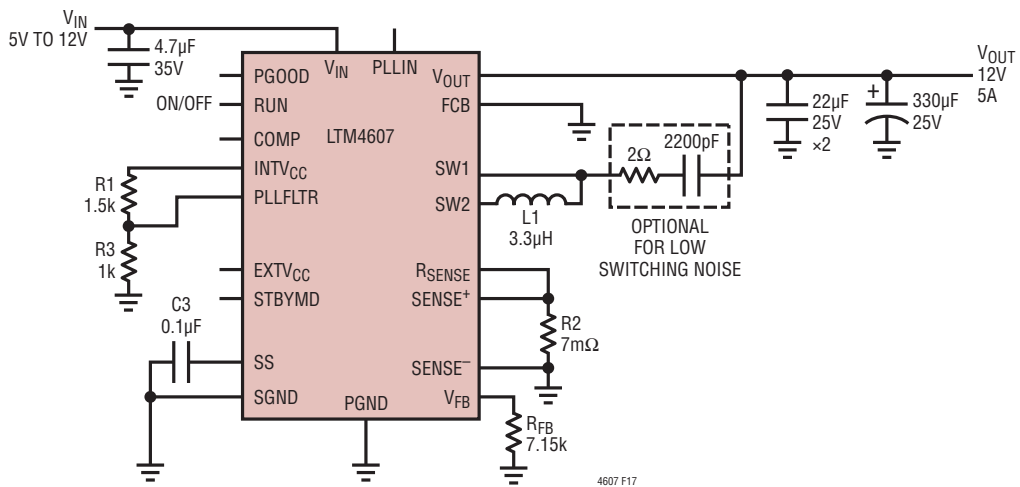 VIN
5V TO 12V
4.7µF
35V
VIN
PLLIN
PGOOD
ON/OFF
RUN
COMP
LTM4607
INTVCC
PLLFLTR
R1
1.5k
R3
1k
EXTVCC
STBYMD
C3
0.1µF
SS
SGND
PGND
VOUT
FCB
SW1
SW2
L1
3.3µH
2Ω
2200pF
OPTIONAL
FOR LOW
SWITCHING NOISE
RSENSE
SENSE+
SENSE–
R2
7mΩ
VFB
RFB
7.15k
22µF
25V
×2
+
330µF
25V
VOUT
12V
5A
4607 F17